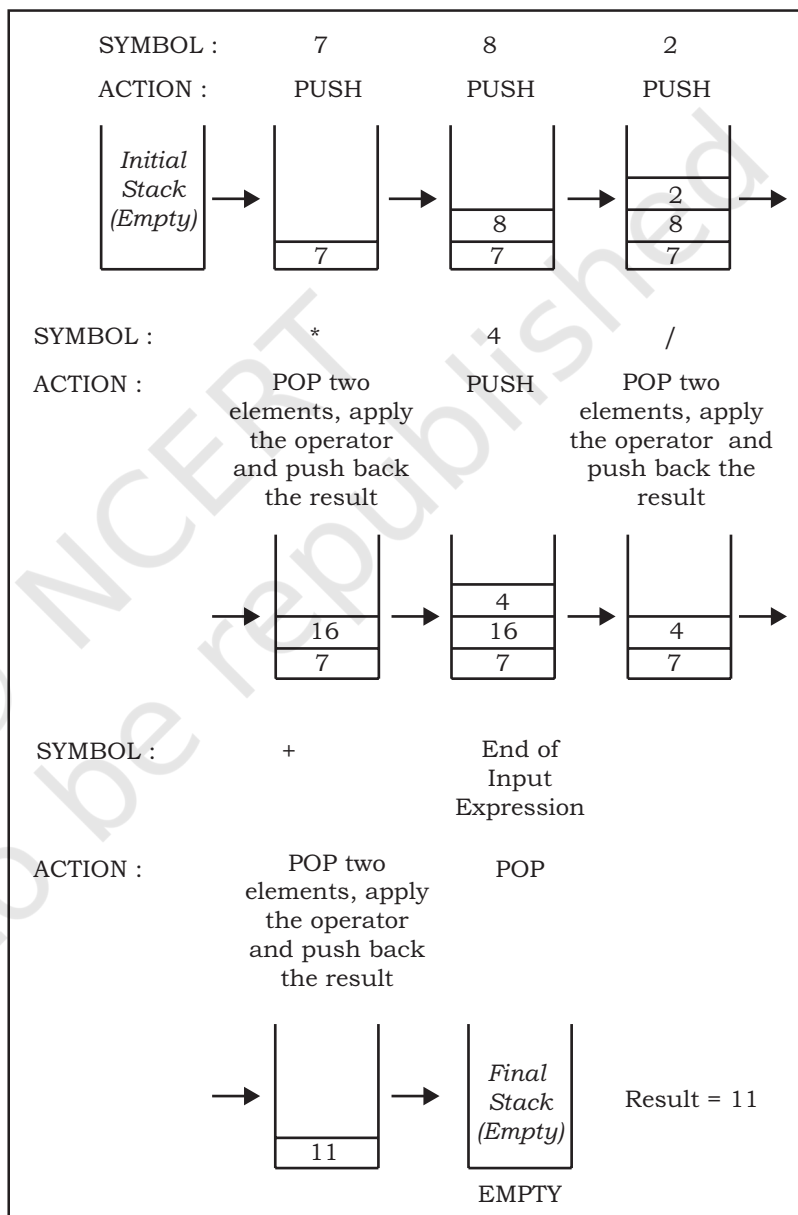 SYMBOL : 7 8 2
ACTION : PUSH PUSH PUSH
Initial
Stack
(Empty)
7
8
7
2
8
7
SYMBOL : * 4 /
ACTION :
POP two
elements, apply
the operator
and push back
the result
PUSH
POP two
elements, apply
the operator and
push back the
result
16
7
4
16
7
4
7
SYMBOL : +
End of
Input
Expression
ACTION :
POP two
elements, apply
the operator
and push back
the result
POP
11
Final
Stack
(Empty)
EMPTY
Result = 11
NCERT
o be republished